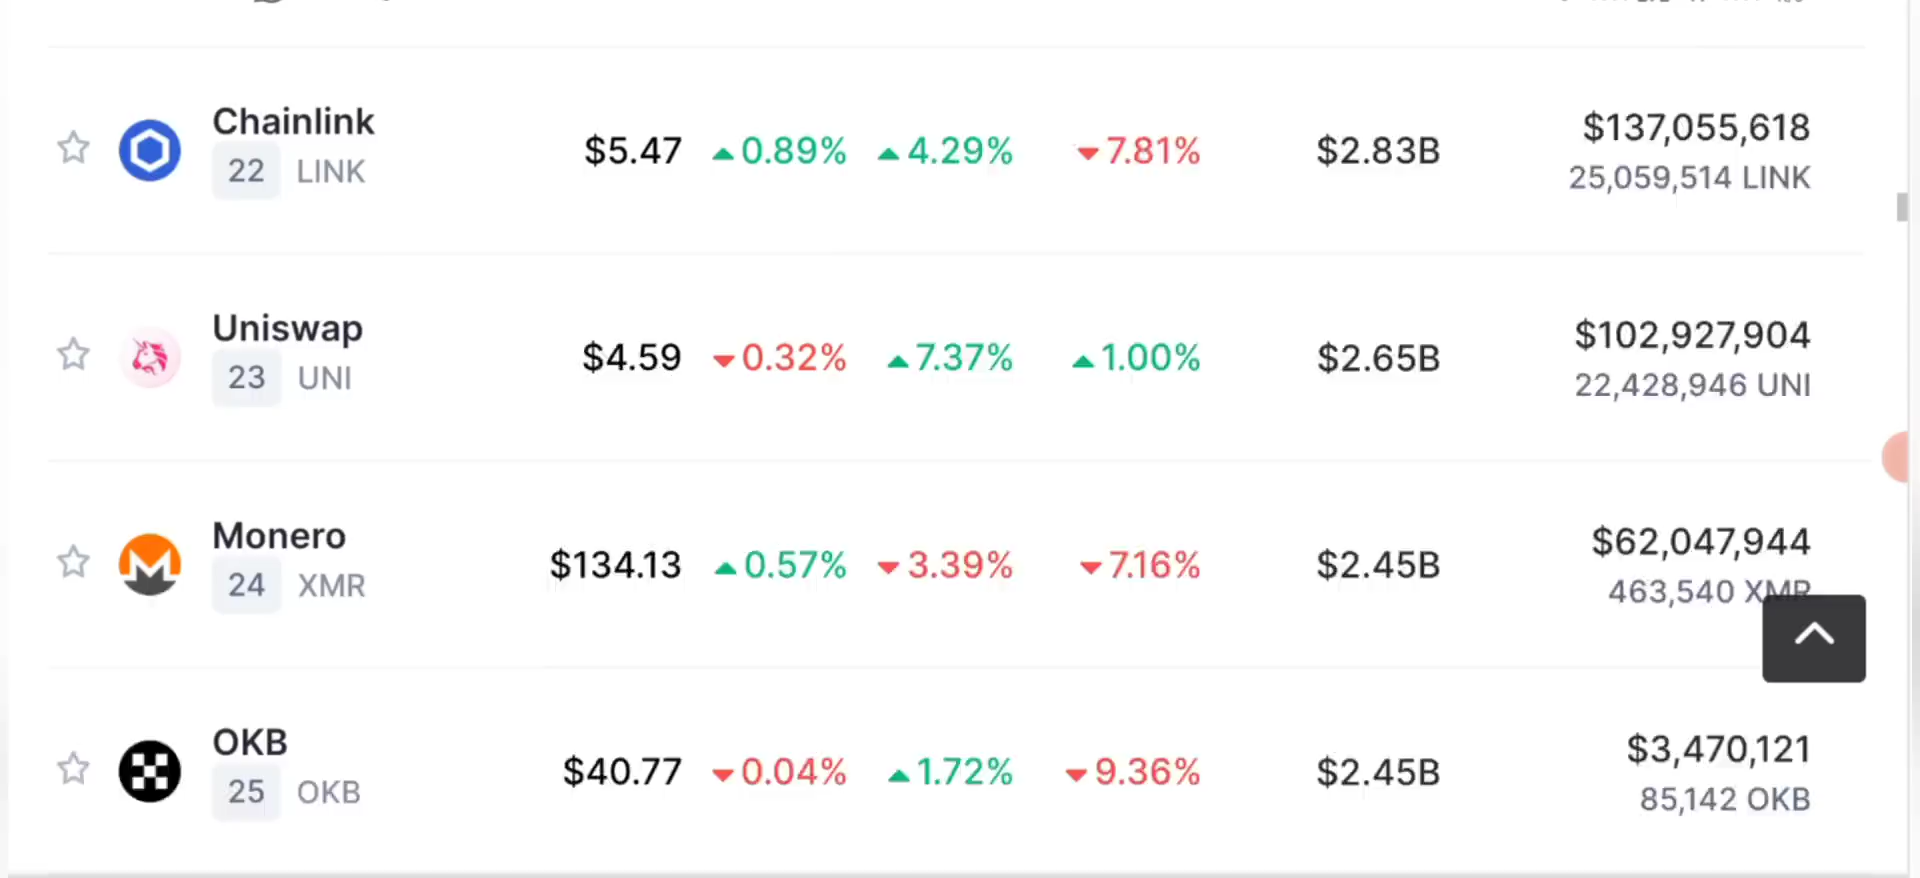 Chainlink
22 LINK
$5.47 0.89% 4.29% 7.81% $2.83B
$137,055,618
25,059,514 LINK
Uniswap
23 UNI
$4.59 0.32% 7.37% 1.00% $2.65B
$102,927,904
22,428,946 UNI
Monero
24 XMR
$134.13 0.57% 3.39% 7.16% $2.45B
$62,047,944
463,540 XMR
OKB
25 OKB
$40.77 0.04% 1.72% 9.36% $2.45B
$3,470,121
85,142 OKB